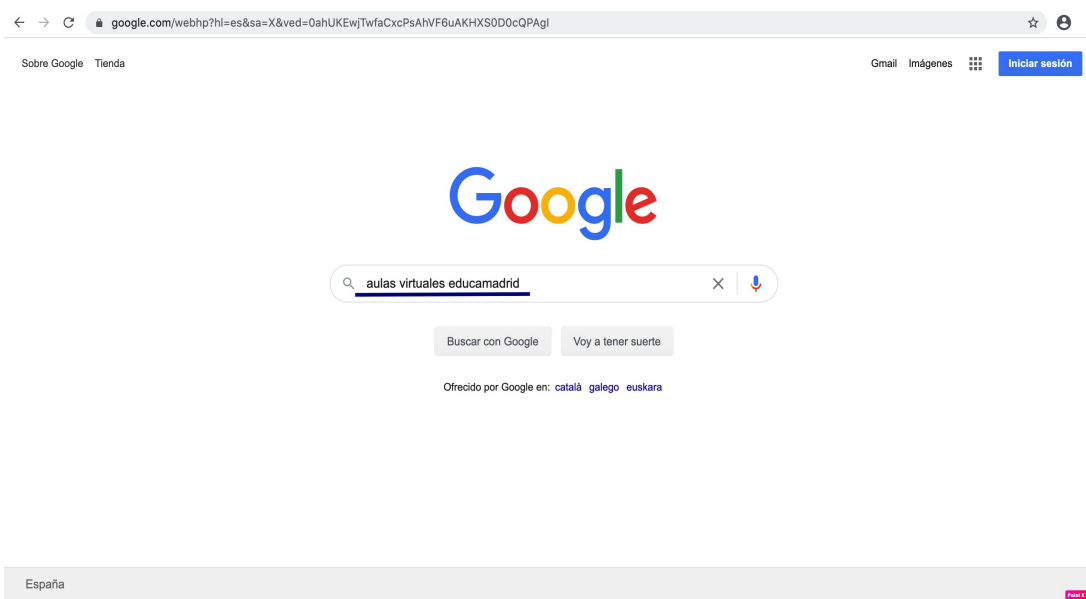 google.com/webhp?hl=es&sa=X&ved=0ahUKEwjTwfaCxcPsAhVF6uAKHXS0D0cQPAgI
Sobre Google Tienda Gmail Imágenes Iniciar sesión
Google
aulas virtuales educamadrid
Buscar con Google Voy a tener suerte
Ofrecido por Google en: català galego euskara
España
Paint X